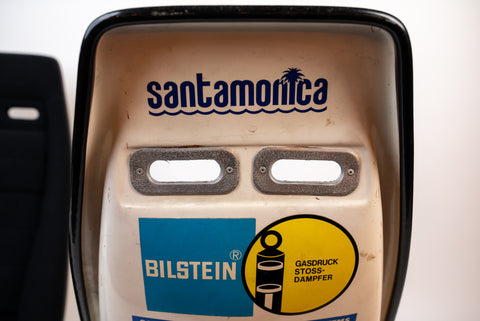 santamonica
BILSTEIN®
GASDRUCK
STOSS-
DAMPFER